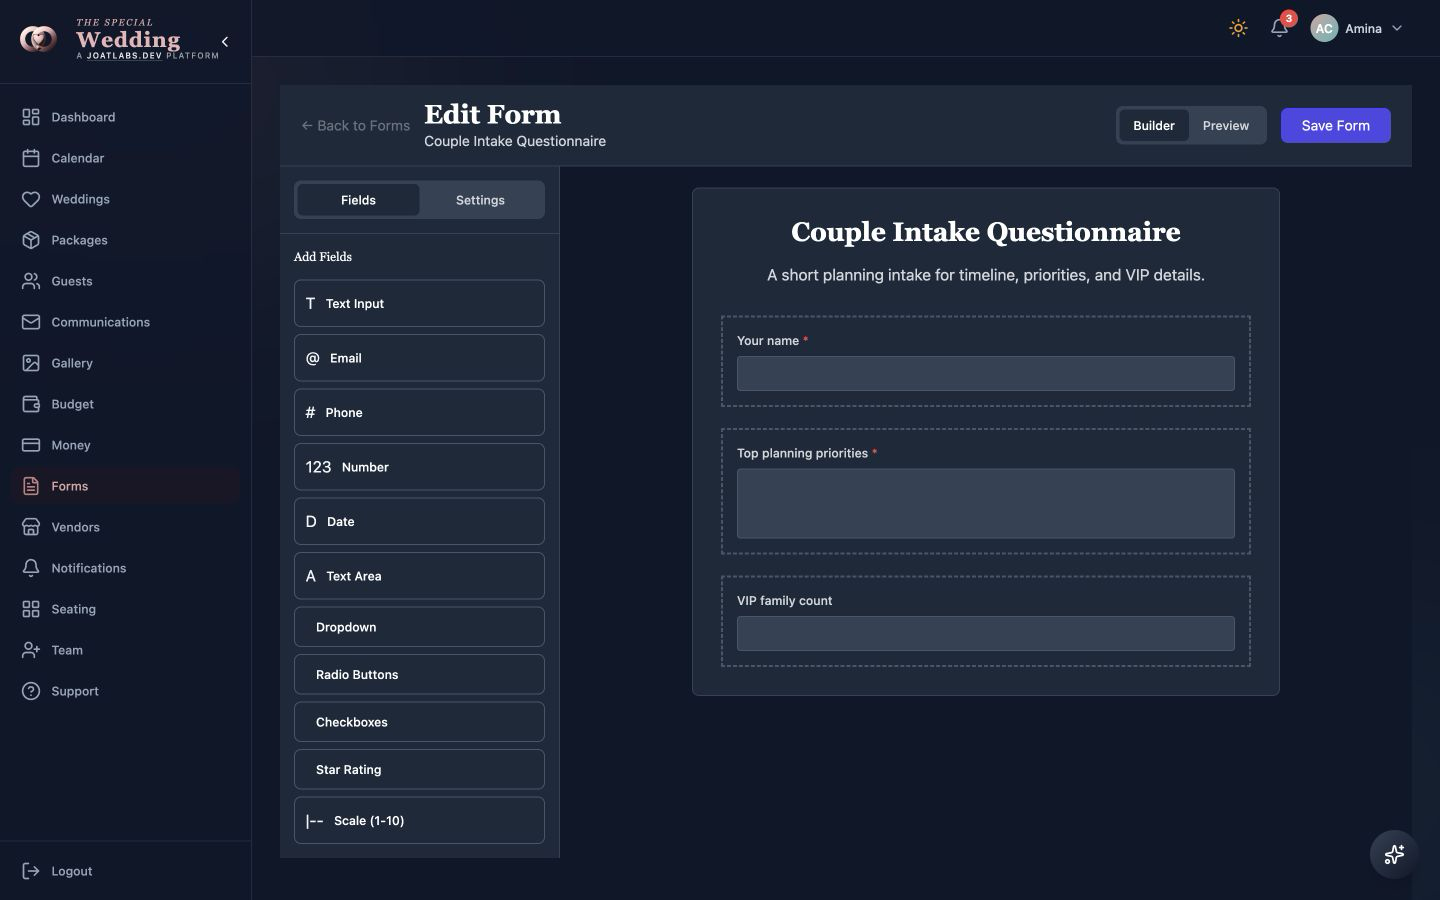 THE SPECIAL
Wedding
A JOATLABS.DEV PLATFORM
Dashboard
Calendar
Weddings
Packages
Guests
Communications
Gallery
Budget
Money
Forms
Vendors
Notifications
Seating
Team
Support
Logout
3
AC
Amina
← Back to Forms
Edit Form
Couple Intake Questionnaire
Builder
Preview
Save Form
Fields
Settings
Add Fields
T Text Input
@ Email
# Phone
123 Number
D Date
A Text Area
Dropdown
Radio Buttons
Checkboxes
Star Rating
|-- Scale (1-10)
Couple Intake Questionnaire
A short planning intake for timeline, priorities, and VIP details.
Your name *
Top planning priorities *
VIP family count